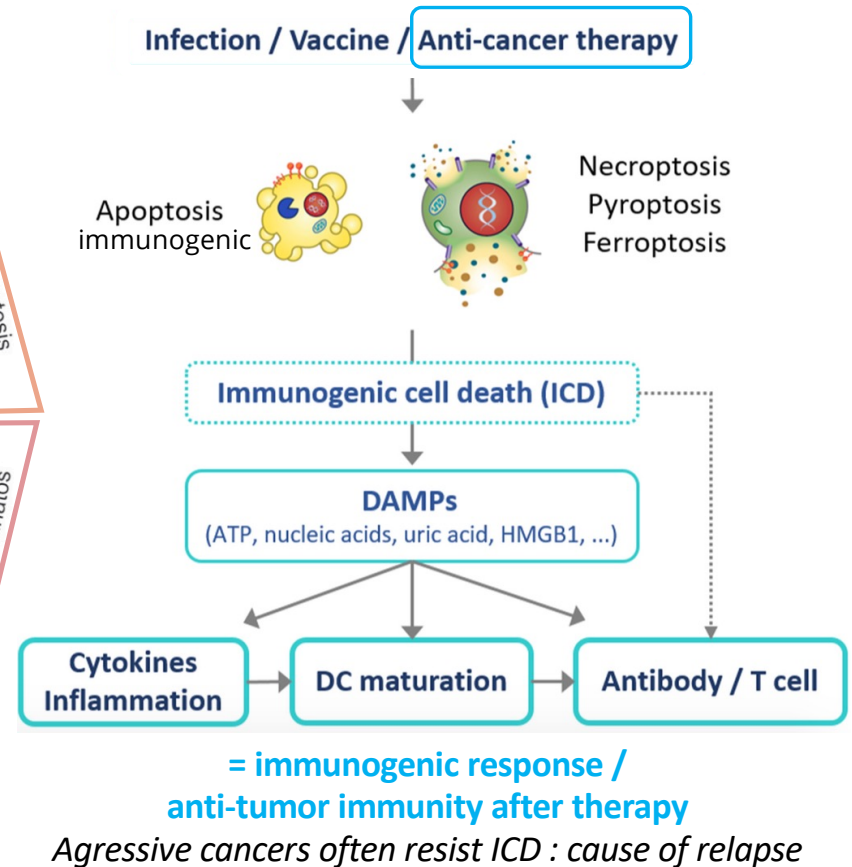 Infection / Vaccine / Anti-cancer therapy
Apoptosis
immunogenic
Necroptosis
Pyroptosis
Ferroptosis
Immunogenic cell death (ICD)
DAMPs
(ATP, nucleic acids, uric acid, HMGB1, ...)
Cytokines
Inflammation
DC maturation
Antibody / T cell
= immunogenic response /
anti-tumor immunity after therapy
Agressive cancers often resist ICD : cause of relapse